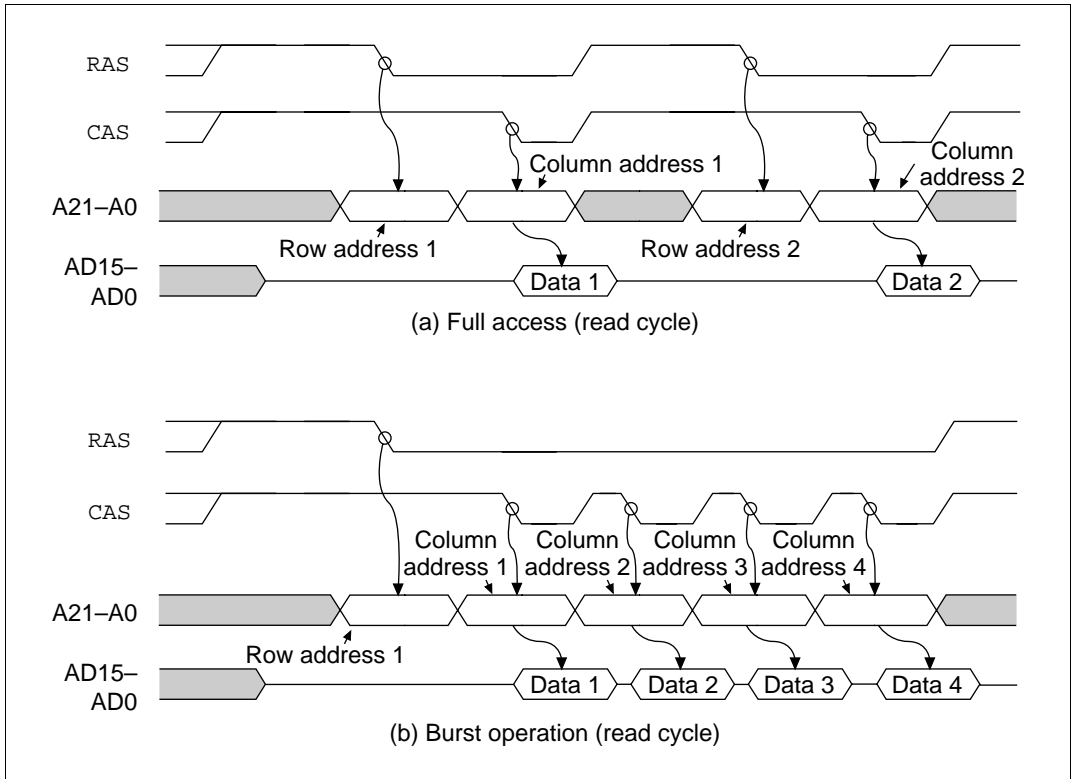 RAS
CAS
Column address 1
Column
address 2
A21–A0
Row address 1
Row address 2
AD15–
AD0
Data 1
Data 2
(a) Full access (read cycle)
RAS
CAS
Column
address 1
Column
address 2
Column
address 3
Column
address 4
A21–A0
Row address 1
AD15–
AD0
Data 1
Data 2
Data 3
Data 4
(b) Burst operation (read cycle)